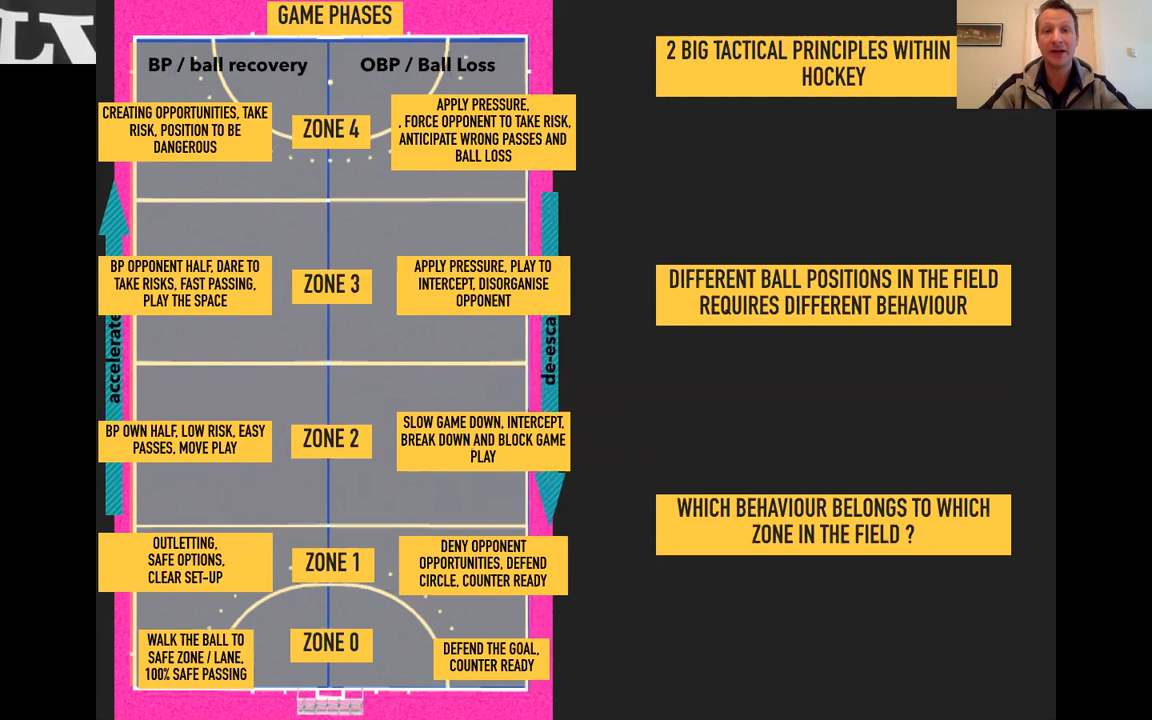 GAME PHASES
BP / ball recovery
OBP / Ball Loss
CREATING OPPORTUNITIES, TAKE
RISK, POSITION TO BE
DANGEROUS
ZONE 4
APPLY PRESSURE,
, FORCE OPPONENT TO TAKE RISK,
ANTICIPATE WRONG PASSES AND
BALL LOSS
BP OPPONENT HALF, DARE TO
TAKE RISKS, FAST PASSING,
PLAY THE SPACE
ZONE 3
APPLY PRESSURE, PLAY TO
INTERCEPT, DISORGANISE
OPPONENT
accelerate
de-esca
BP OWN HALF, LOW RISK, EASY
PASSES, MOVE PLAY
ZONE 2
SLOW GAME DOWN, INTERCEPT,
BREAK DOWN AND BLOCK GAME
PLAY
OUTLETTING,
SAFE OPTIONS,
CLEAR SET-UP
ZONE 1
DENY OPPONENT
OPPORTUNITIES, DEFEND
CIRCLE, COUNTER READY
WALK THE BALL TO
SAFE ZONE / LANE,
100% SAFE PASSING
ZONE 0
DEFEND THE GOAL,
COUNTER READY
2 BIG TACTICAL PRINCIPLES WITHIN
HOCKEY
DIFFERENT BALL POSITIONS IN THE FIELD
REQUIRES DIFFERENT BEHAVIOUR
WHICH BEHAVIOUR BELONGS TO WHICH
ZONE IN THE FIELD ?